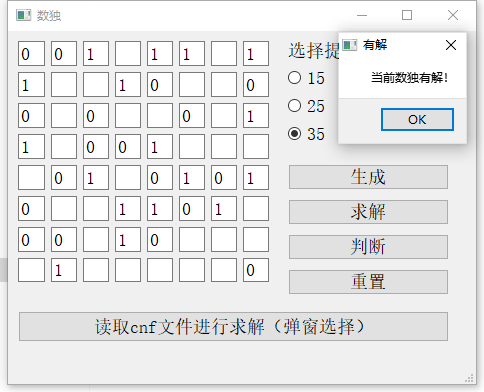 数独
选择提
15
25
35
有解
当前数独有解!
OK
0 0 1 1 1 1
1 1 0 0
0 0 0 1
1 0 0 1
0 1 0 1 0 1
0 1 1 0 1
0 0 1 0
1 0
生成
求解
判断
重置
读取cnf文件进行求解（弹窗选择）